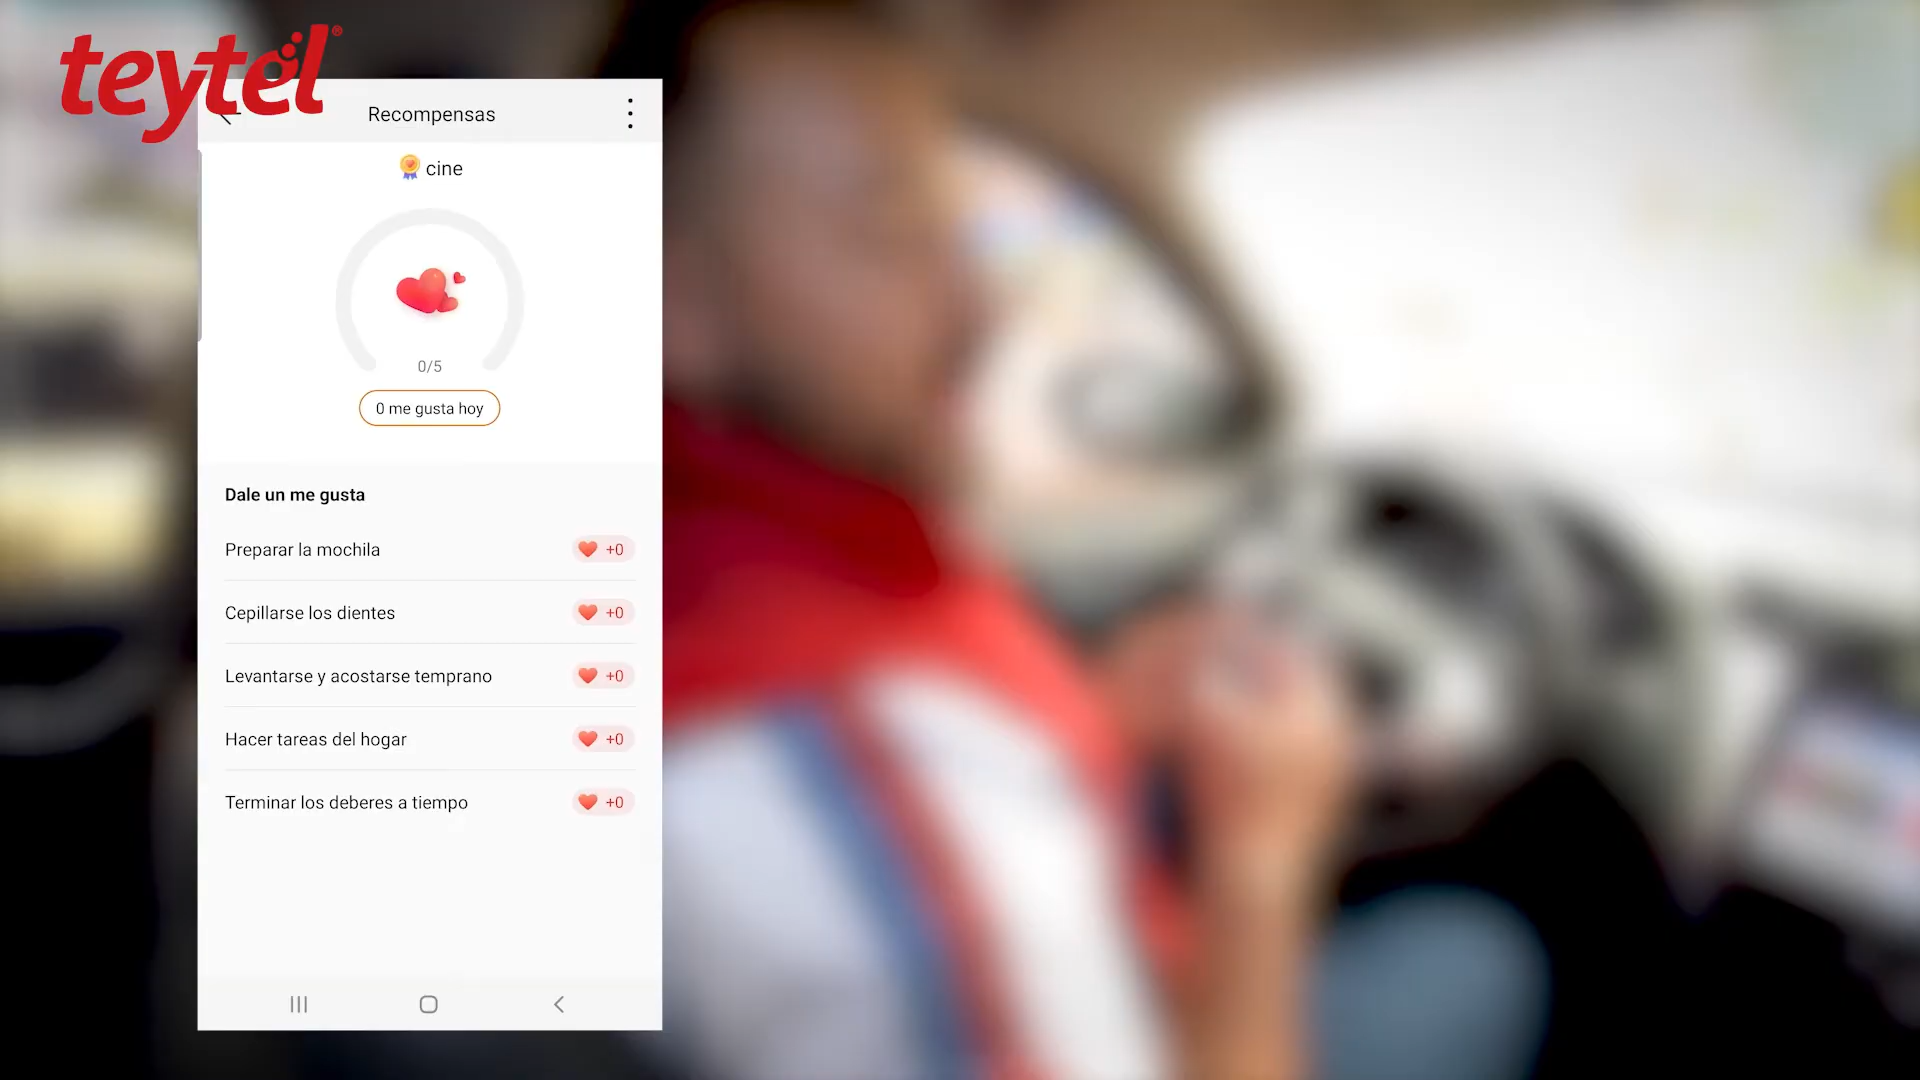 teytel®
Recompensas
cine
0/5
0 me gusta hoy
Dale un me gusta
Preparar la mochila +0
Cepillarse los dientes +0
Levantarse y acostarse temprano +0
Hacer tareas del hogar +0
Terminar los deberes a tiempo +0